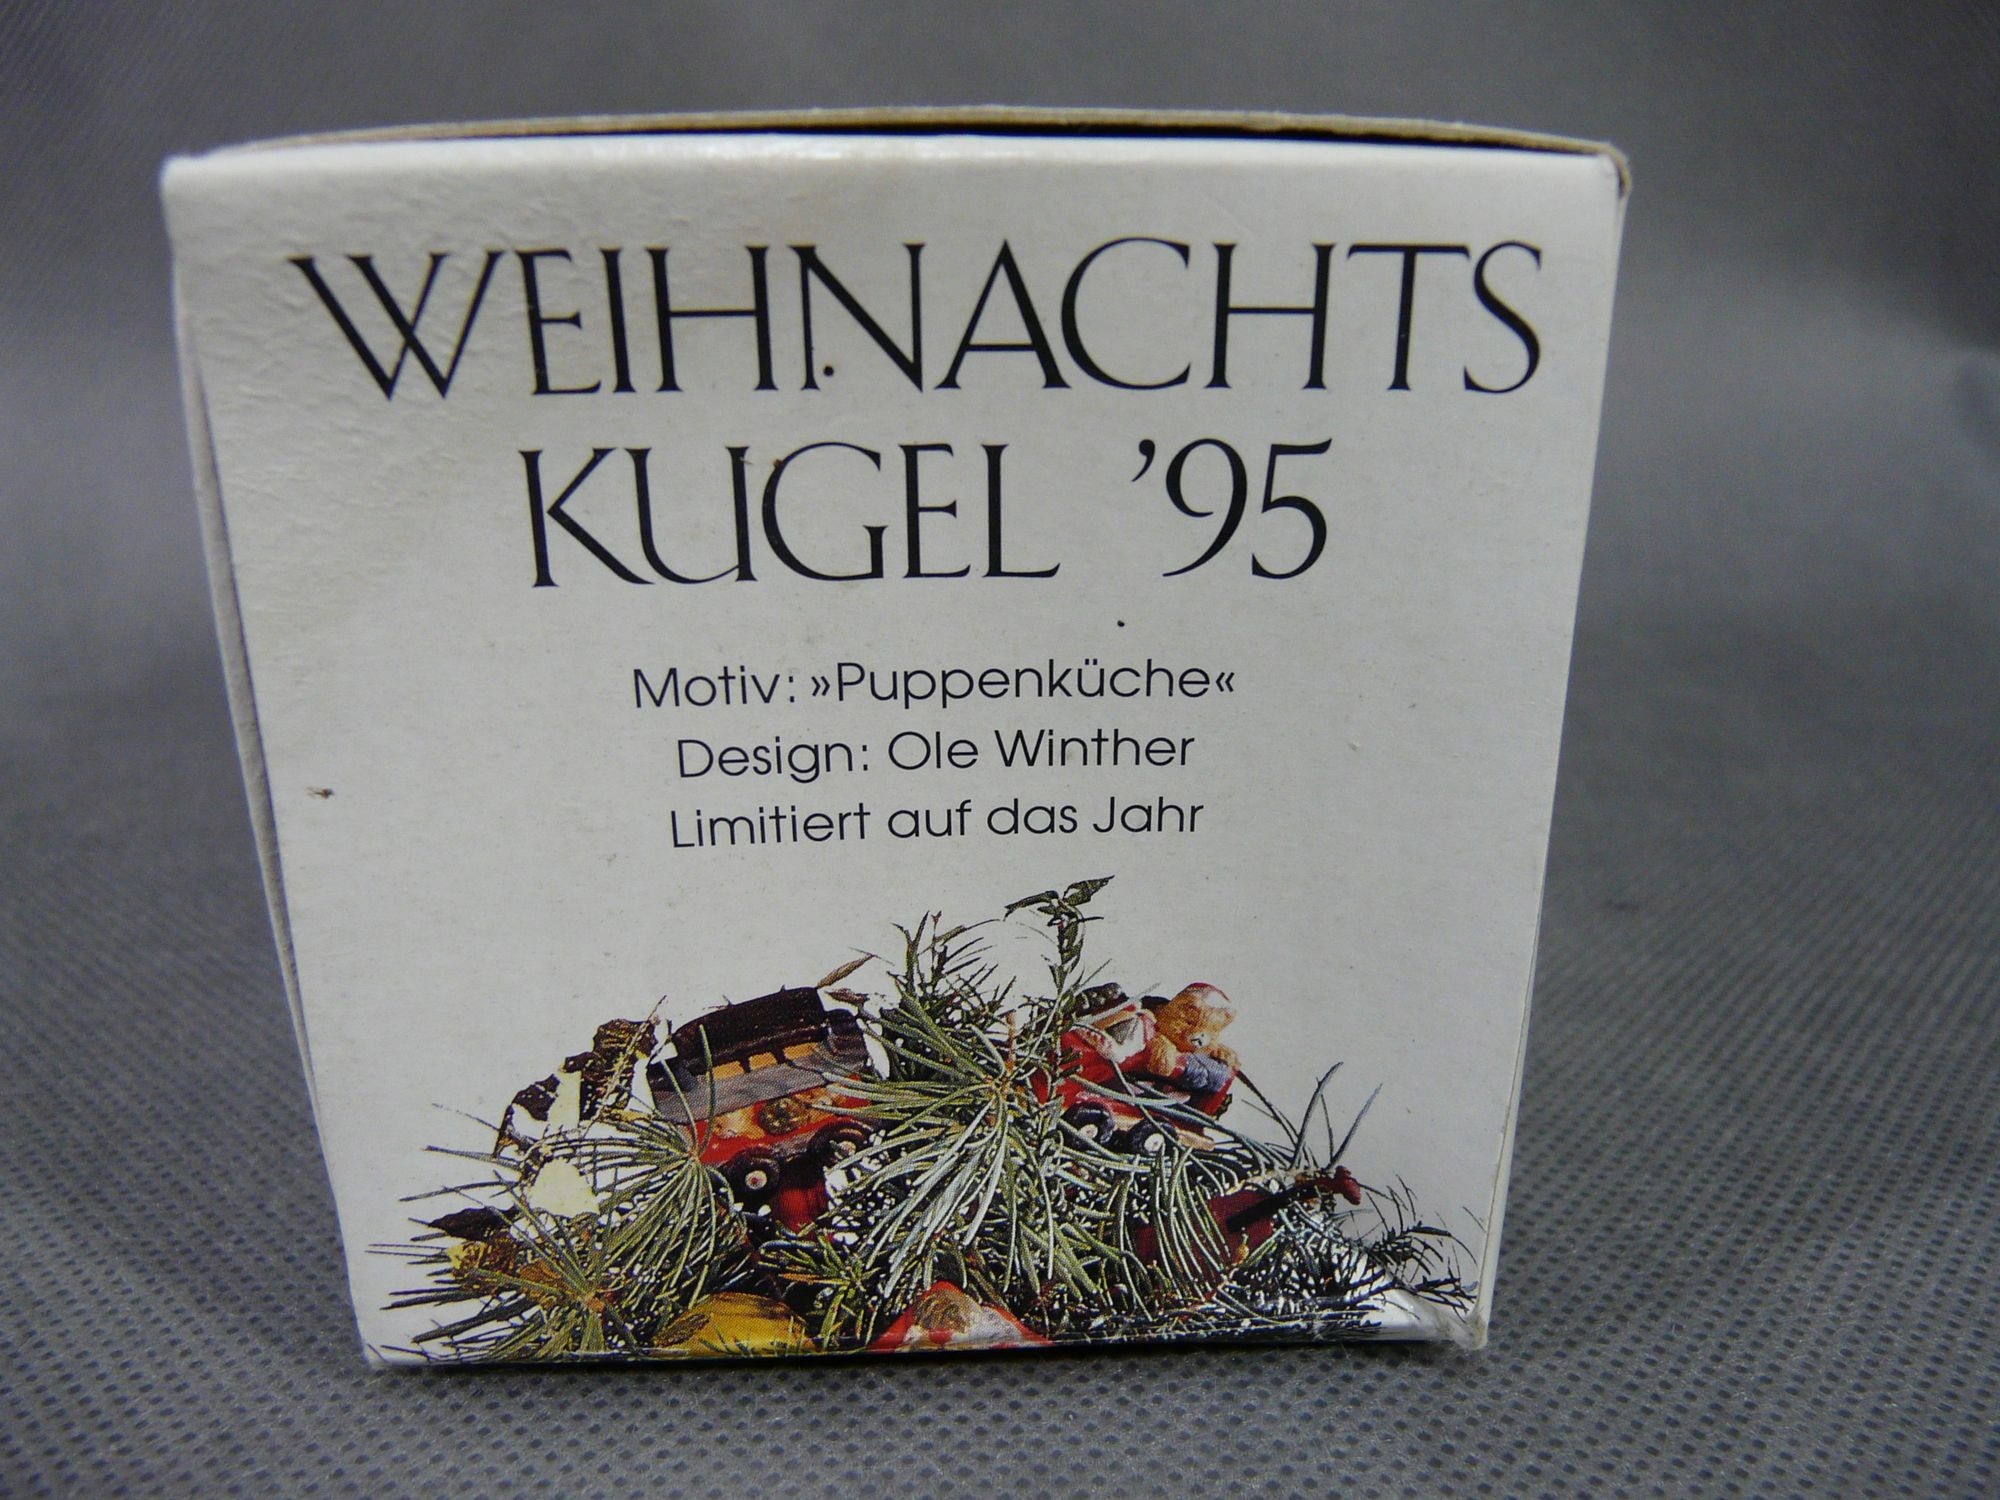 WEIHNACHTS
KUGEL ’95
Motiv: »Puppenküche«
Design: Ole Winther
Limitiert auf das Jahr